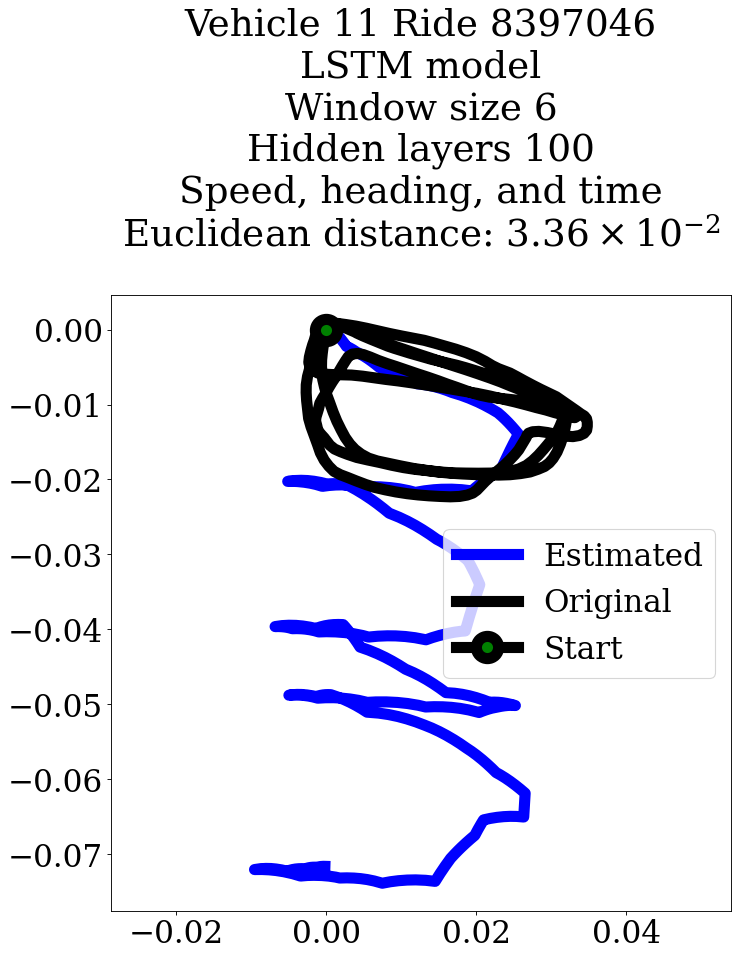 Vehicle 11 Ride 8397046
LSTM model
Window size 6
Hidden layers 100
Speed, heading, and time
Euclidean distance: 3.36 × 10⁻²
0.00
−0.01
−0.02
−0.03
−0.04
−0.05
−0.06
−0.07
Estimated
Original
Start
−0.02 0.00 0.02 0.04